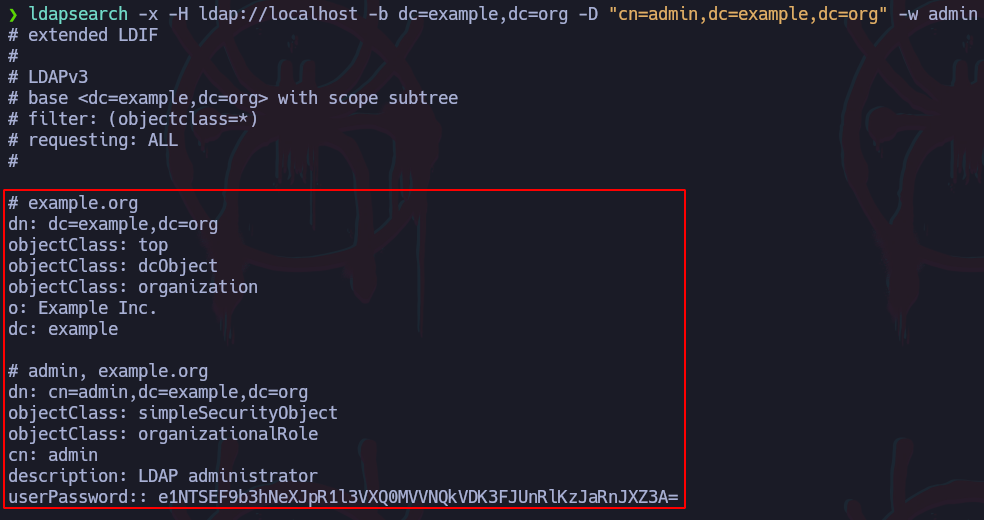 ❯ ldapsearch -x -H ldap://localhost -b dc=example,dc=org -D "cn=admin,dc=example,dc=org" -w admin
# extended LDIF
#
# LDAPv3
# base <dc=example,dc=org> with scope subtree
# filter: (objectclass=*)
# requesting: ALL
#
# example.org
dn: dc=example,dc=org
objectClass: top
objectClass: dcObject
objectClass: organization
o: Example Inc.
dc: example
# admin, example.org
dn: cn=admin,dc=example,dc=org
objectClass: simpleSecurityObject
objectClass: organizationalRole
cn: admin
description: LDAP administrator
userPassword:: e1NTSEF9b3hNeXJpR1l3VXQ0MVVNQkVDK3FJUnRlKzJaRnJXZ3A=